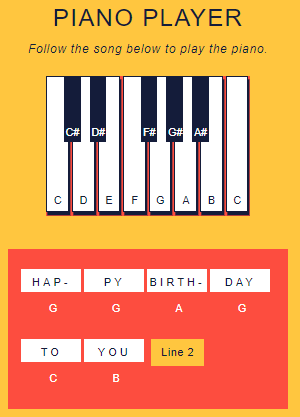 PIANO PLAYER
Follow the song below to play the piano.
C# D# F# G# A#
C D E F G A B C
HAP- PY BIRTH- DAY
G G A G
TO YOU Line 2
C B